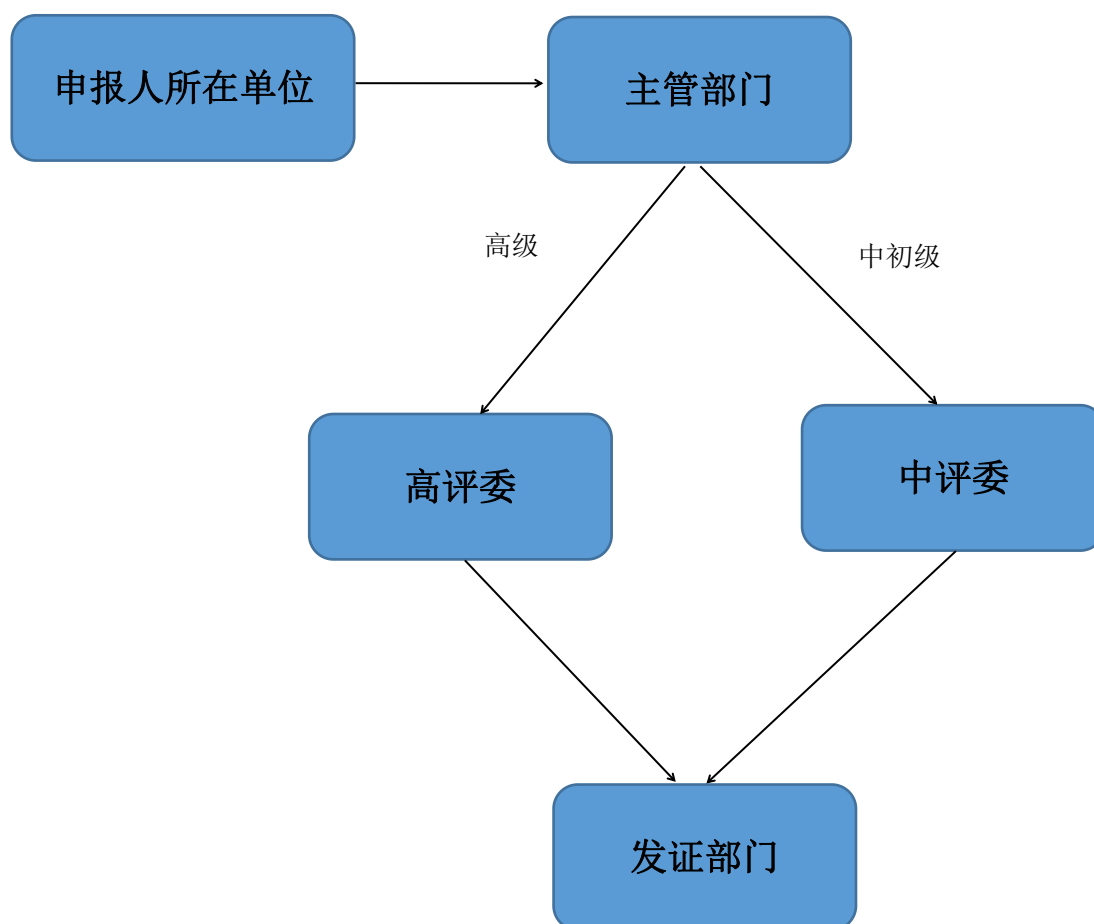 申报人所在单位
主管部门
高级
中初级
高评委
中评委
发证部门